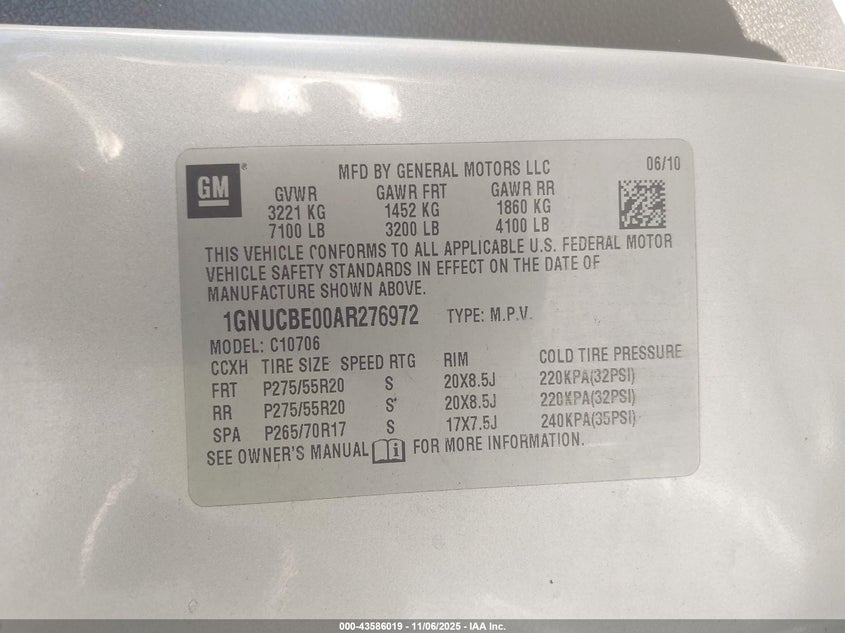 GM
MFD BY GENERAL MOTORS LLC 06/10
GVWR GAWR FRT GAWR RR
3221 KG 1452 KG 1860 KG
7100 LB 3200 LB 4100 LB
THIS VEHICLE CONFORMS TO ALL APPLICABLE U.S. FEDERAL MOTOR
VEHICLE SAFETY STANDARDS IN EFFECT ON THE DATE OF
MANUFACTURE SHOWN ABOVE.
1GNUCBE00AR276972 TYPE: M.P.V.
MODEL: C10706
CCXH TIRE SIZE SPEED RTG RIM COLD TIRE PRESSURE
FRT P275/55R20 S 20X8.5J 220KPA(32PSI)
RR P275/55R20 S 20X8.5J 220KPA(32PSI)
SPA P265/70R17 S 17X7.5J 240KPA(35PSI)
SEE OWNER'S MANUAL i FOR MORE INFORMATION.
000-43586019 - 11/06/2025 - IAA Inc.